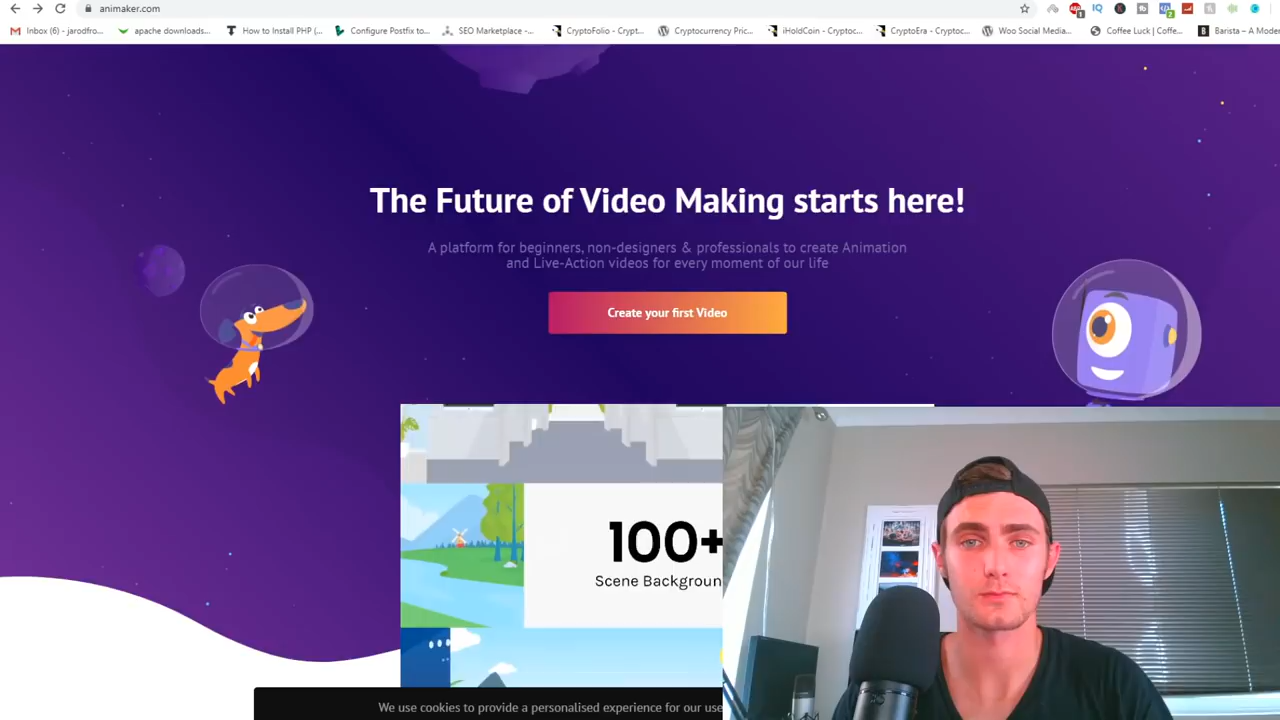 animaker.com
Inbox (6) - jarodfro...
apache downloads...
How to Install PHP (...
Configure Postfix to...
SEO Marketplace -...
CryptoFolio - Crypt...
Cryptocurrency Pric...
iHoldCoin - Cryptoc...
CryptoEra - Cryptoc...
Woo Social Media...
Coffee Luck | Coffe...
Barista – A Moder
The Future of Video Making starts here!
A platform for beginners, non-designers & professionals to create Animation
and Live-Action videos for every moment of our life
Create your first Video
100+
Scene Backgroun
We use cookies to provide a personalised experience for our use